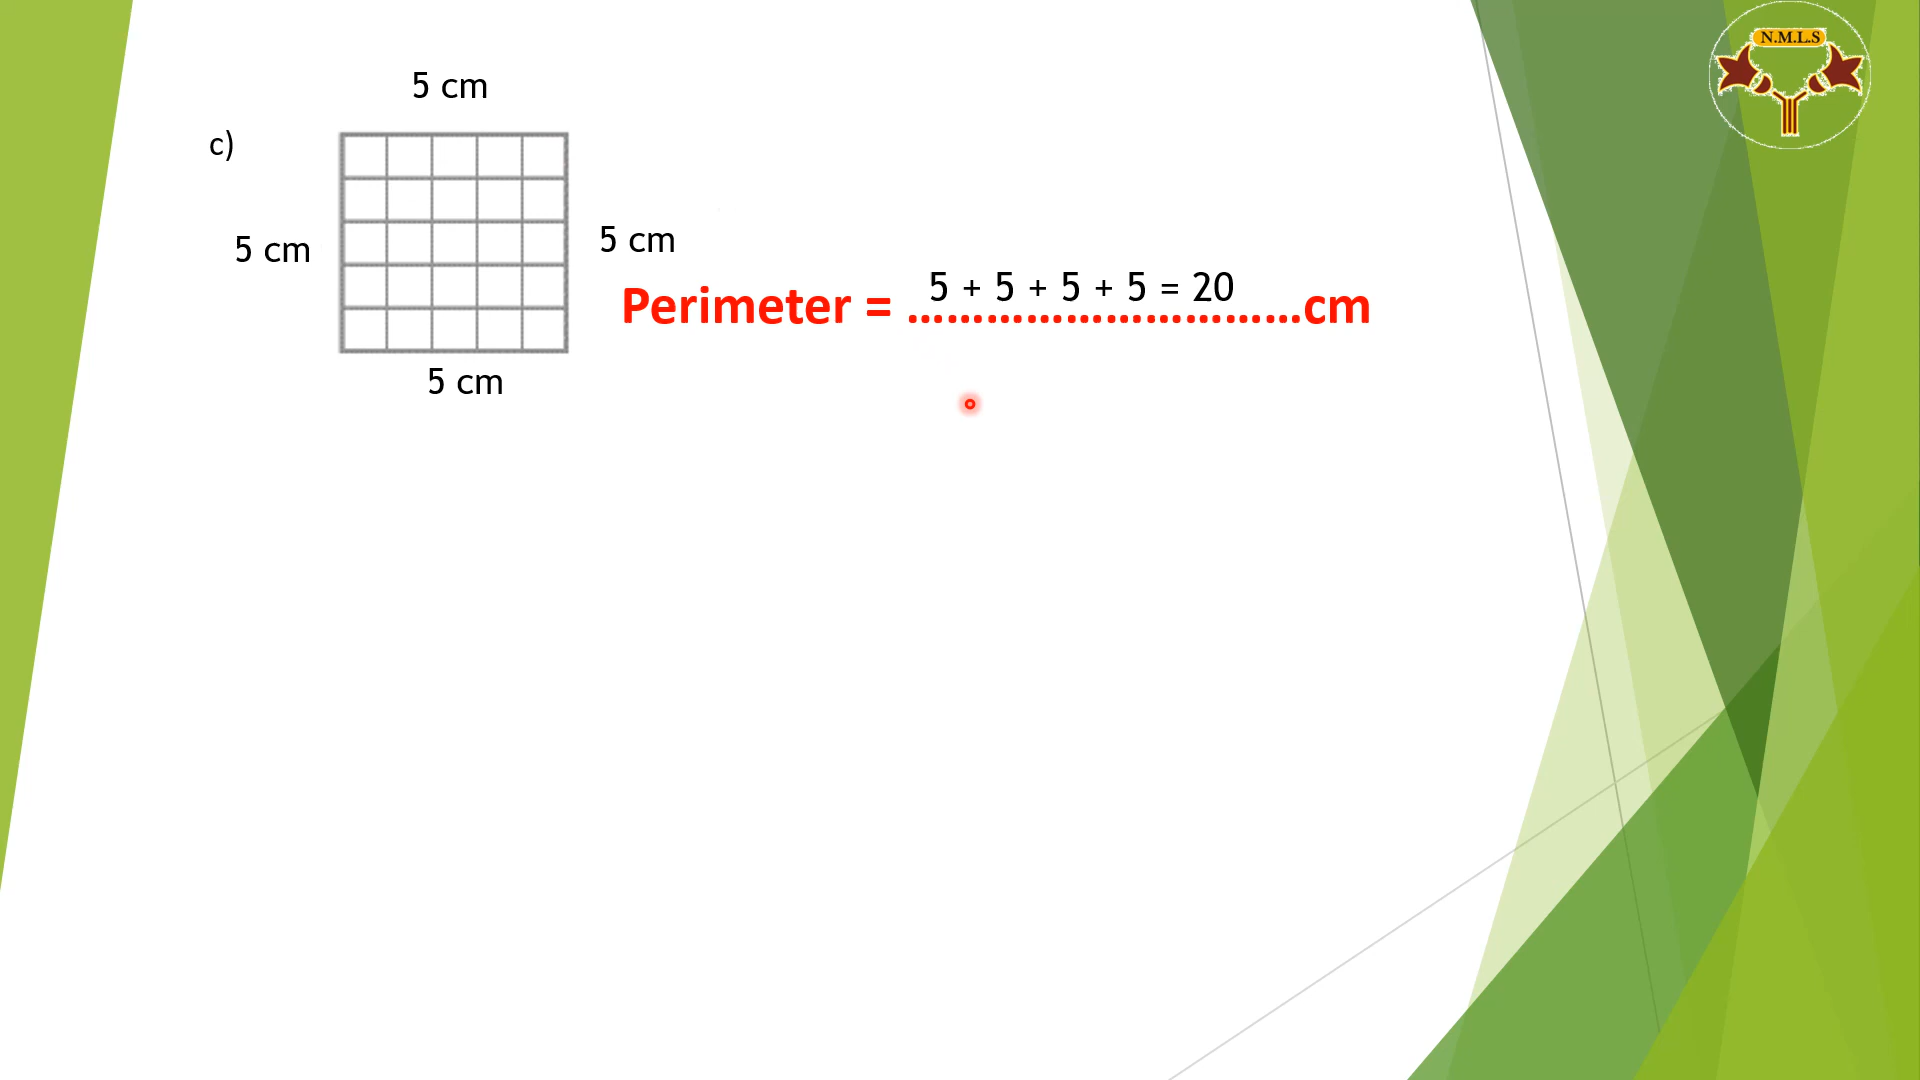 N.M.L.S
5 cm
c)
5 cm
5 cm
Perimeter = ..............................cm
5 + 5 + 5 + 5 = 20
5 cm